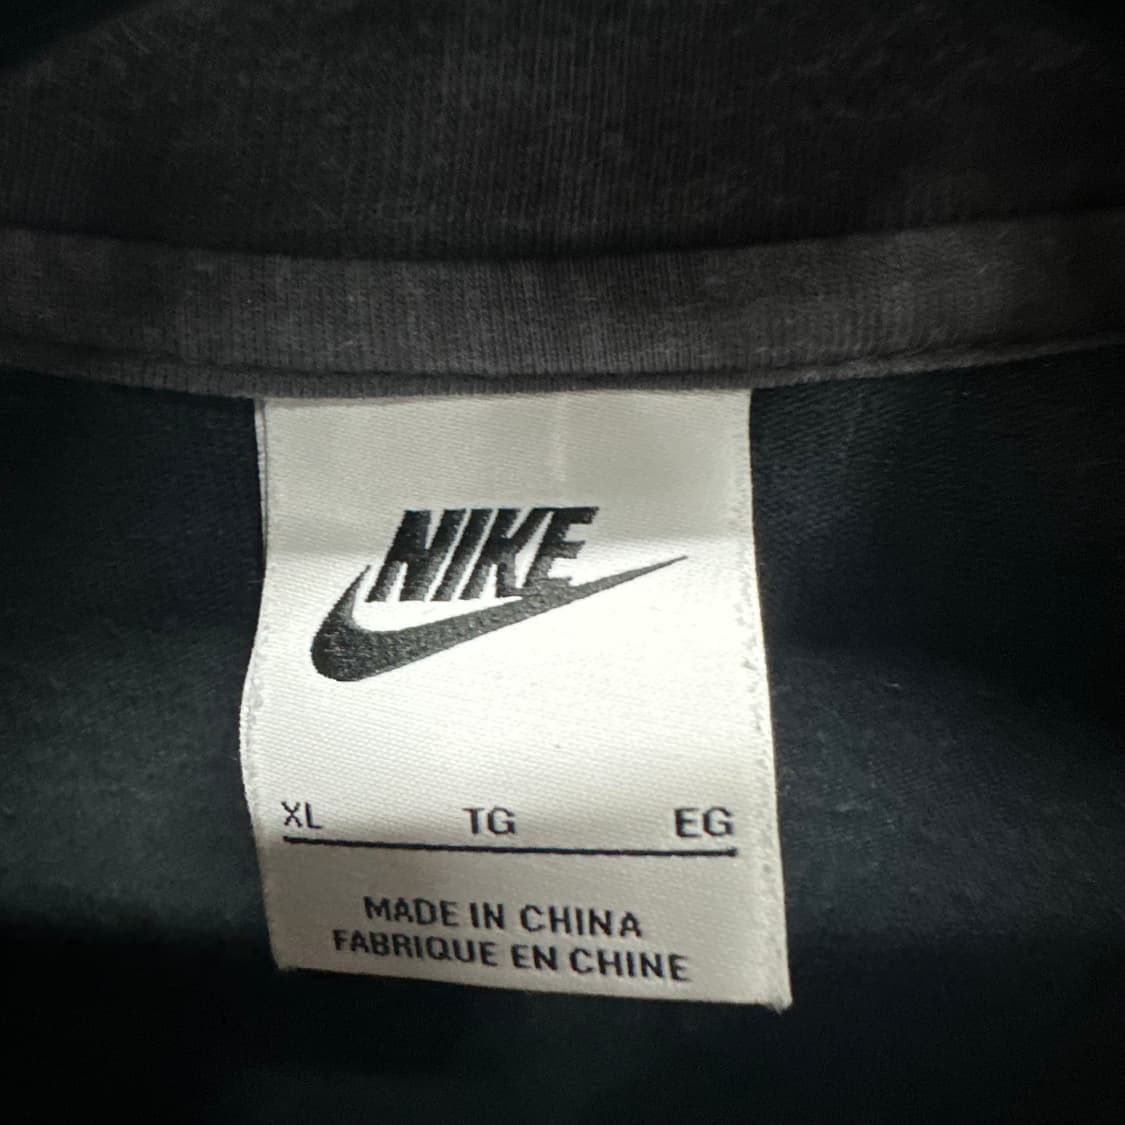 NIKE
XL TG EG
MADE IN CHINA
FABRIQUE EN CHINE